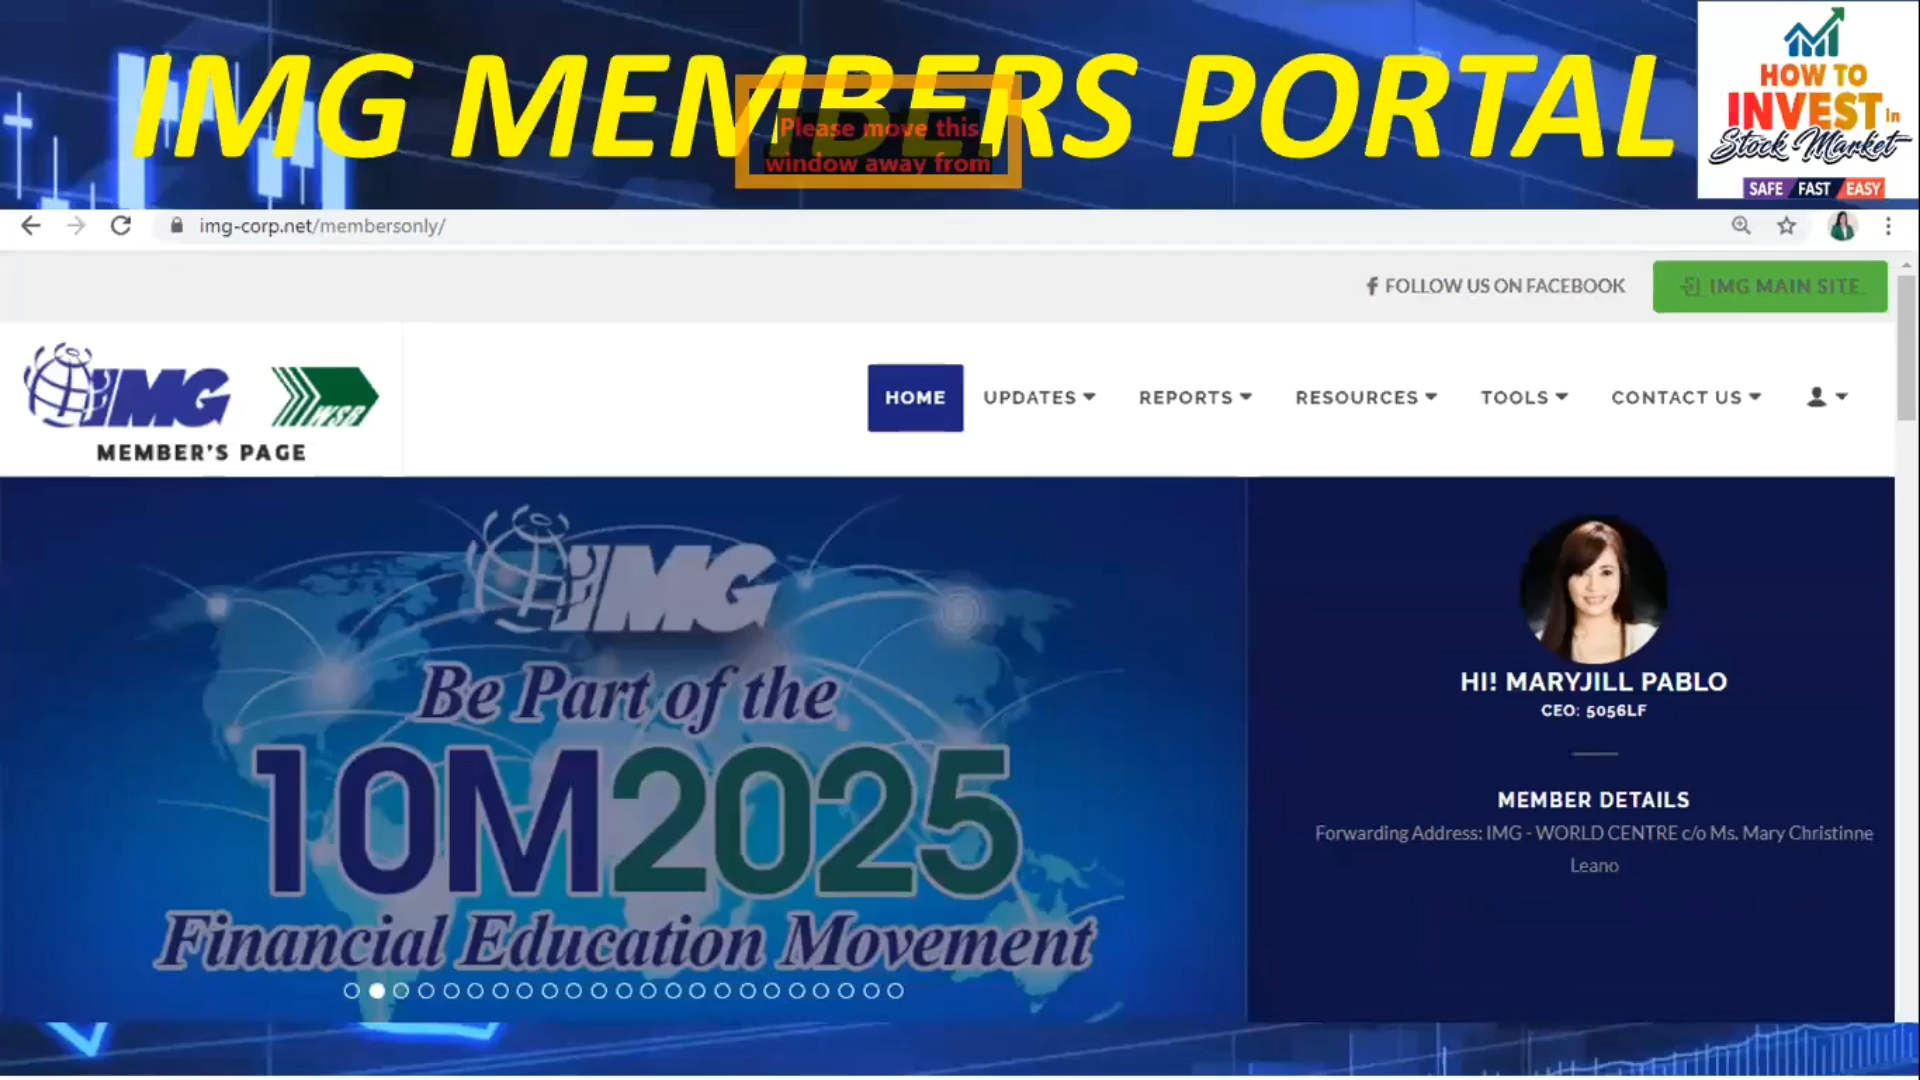 IMG MEMBERS PORTAL
Please move this
window away from
HOW TO
INVEST in
Stock Market
SAFE FAST EASY
img-corp.net/membersonly/
FOLLOW US ON FACEBOOK
IMG MAIN SITE
IMG WSB
MEMBER'S PAGE
HOME UPDATES REPORTS RESOURCES TOOLS CONTACT US
IMG
Be Part of the
10M2025
Financial Education Movement
HI! MARYJILL PABLO
CEO: 5056LF
MEMBER DETAILS
Forwarding Address: IMG - WORLD CENTRE c/o Ms. Mary Christinne
Leano